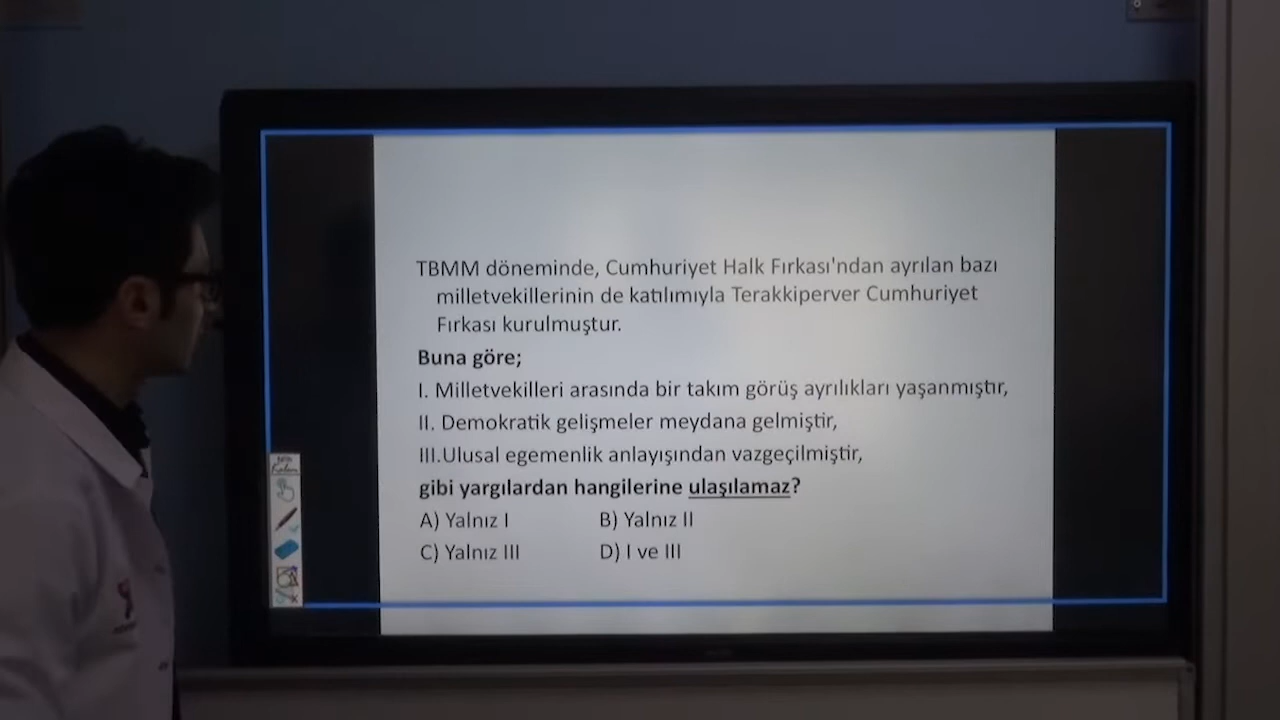 TBMM döneminde, Cumhuriyet Halk Fırkası'ndan ayrılan bazı
milletvekillerinin de katılımıyla Terakkiperver Cumhuriyet
Fırkası kurulmuştur.
Buna göre;
I. Milletvekilleri arasında bir takım görüş ayrılıkları yaşanmıştır,
II. Demokratik gelişmeler meydana gelmiştir,
III.Ulusal egemenlik anlayışından vazgeçilmiştir,
gibi yargılardan hangilerine ulaşılamaz?
A) Yalnız I B) Yalnız II
C) Yalnız III D) I ve III
Kalem